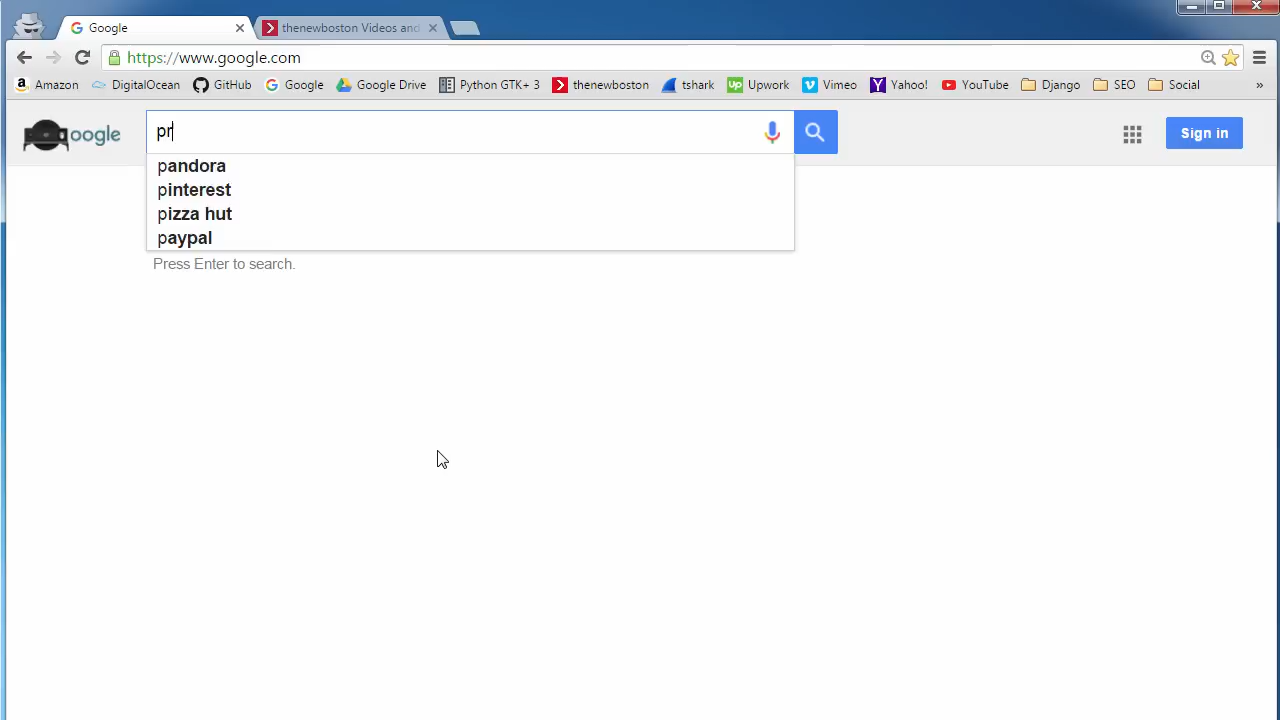 Google
thenewboston Videos and
https://www.google.com
Amazon DigitalOcean GitHub Google Google Drive Python GTK+ 3 thenewboston tshark Upwork Vimeo Yahoo! YouTube Django SEO Social »
oogle pr Sign in
pandora
pinterest
pizza hut
paypal
Press Enter to search.